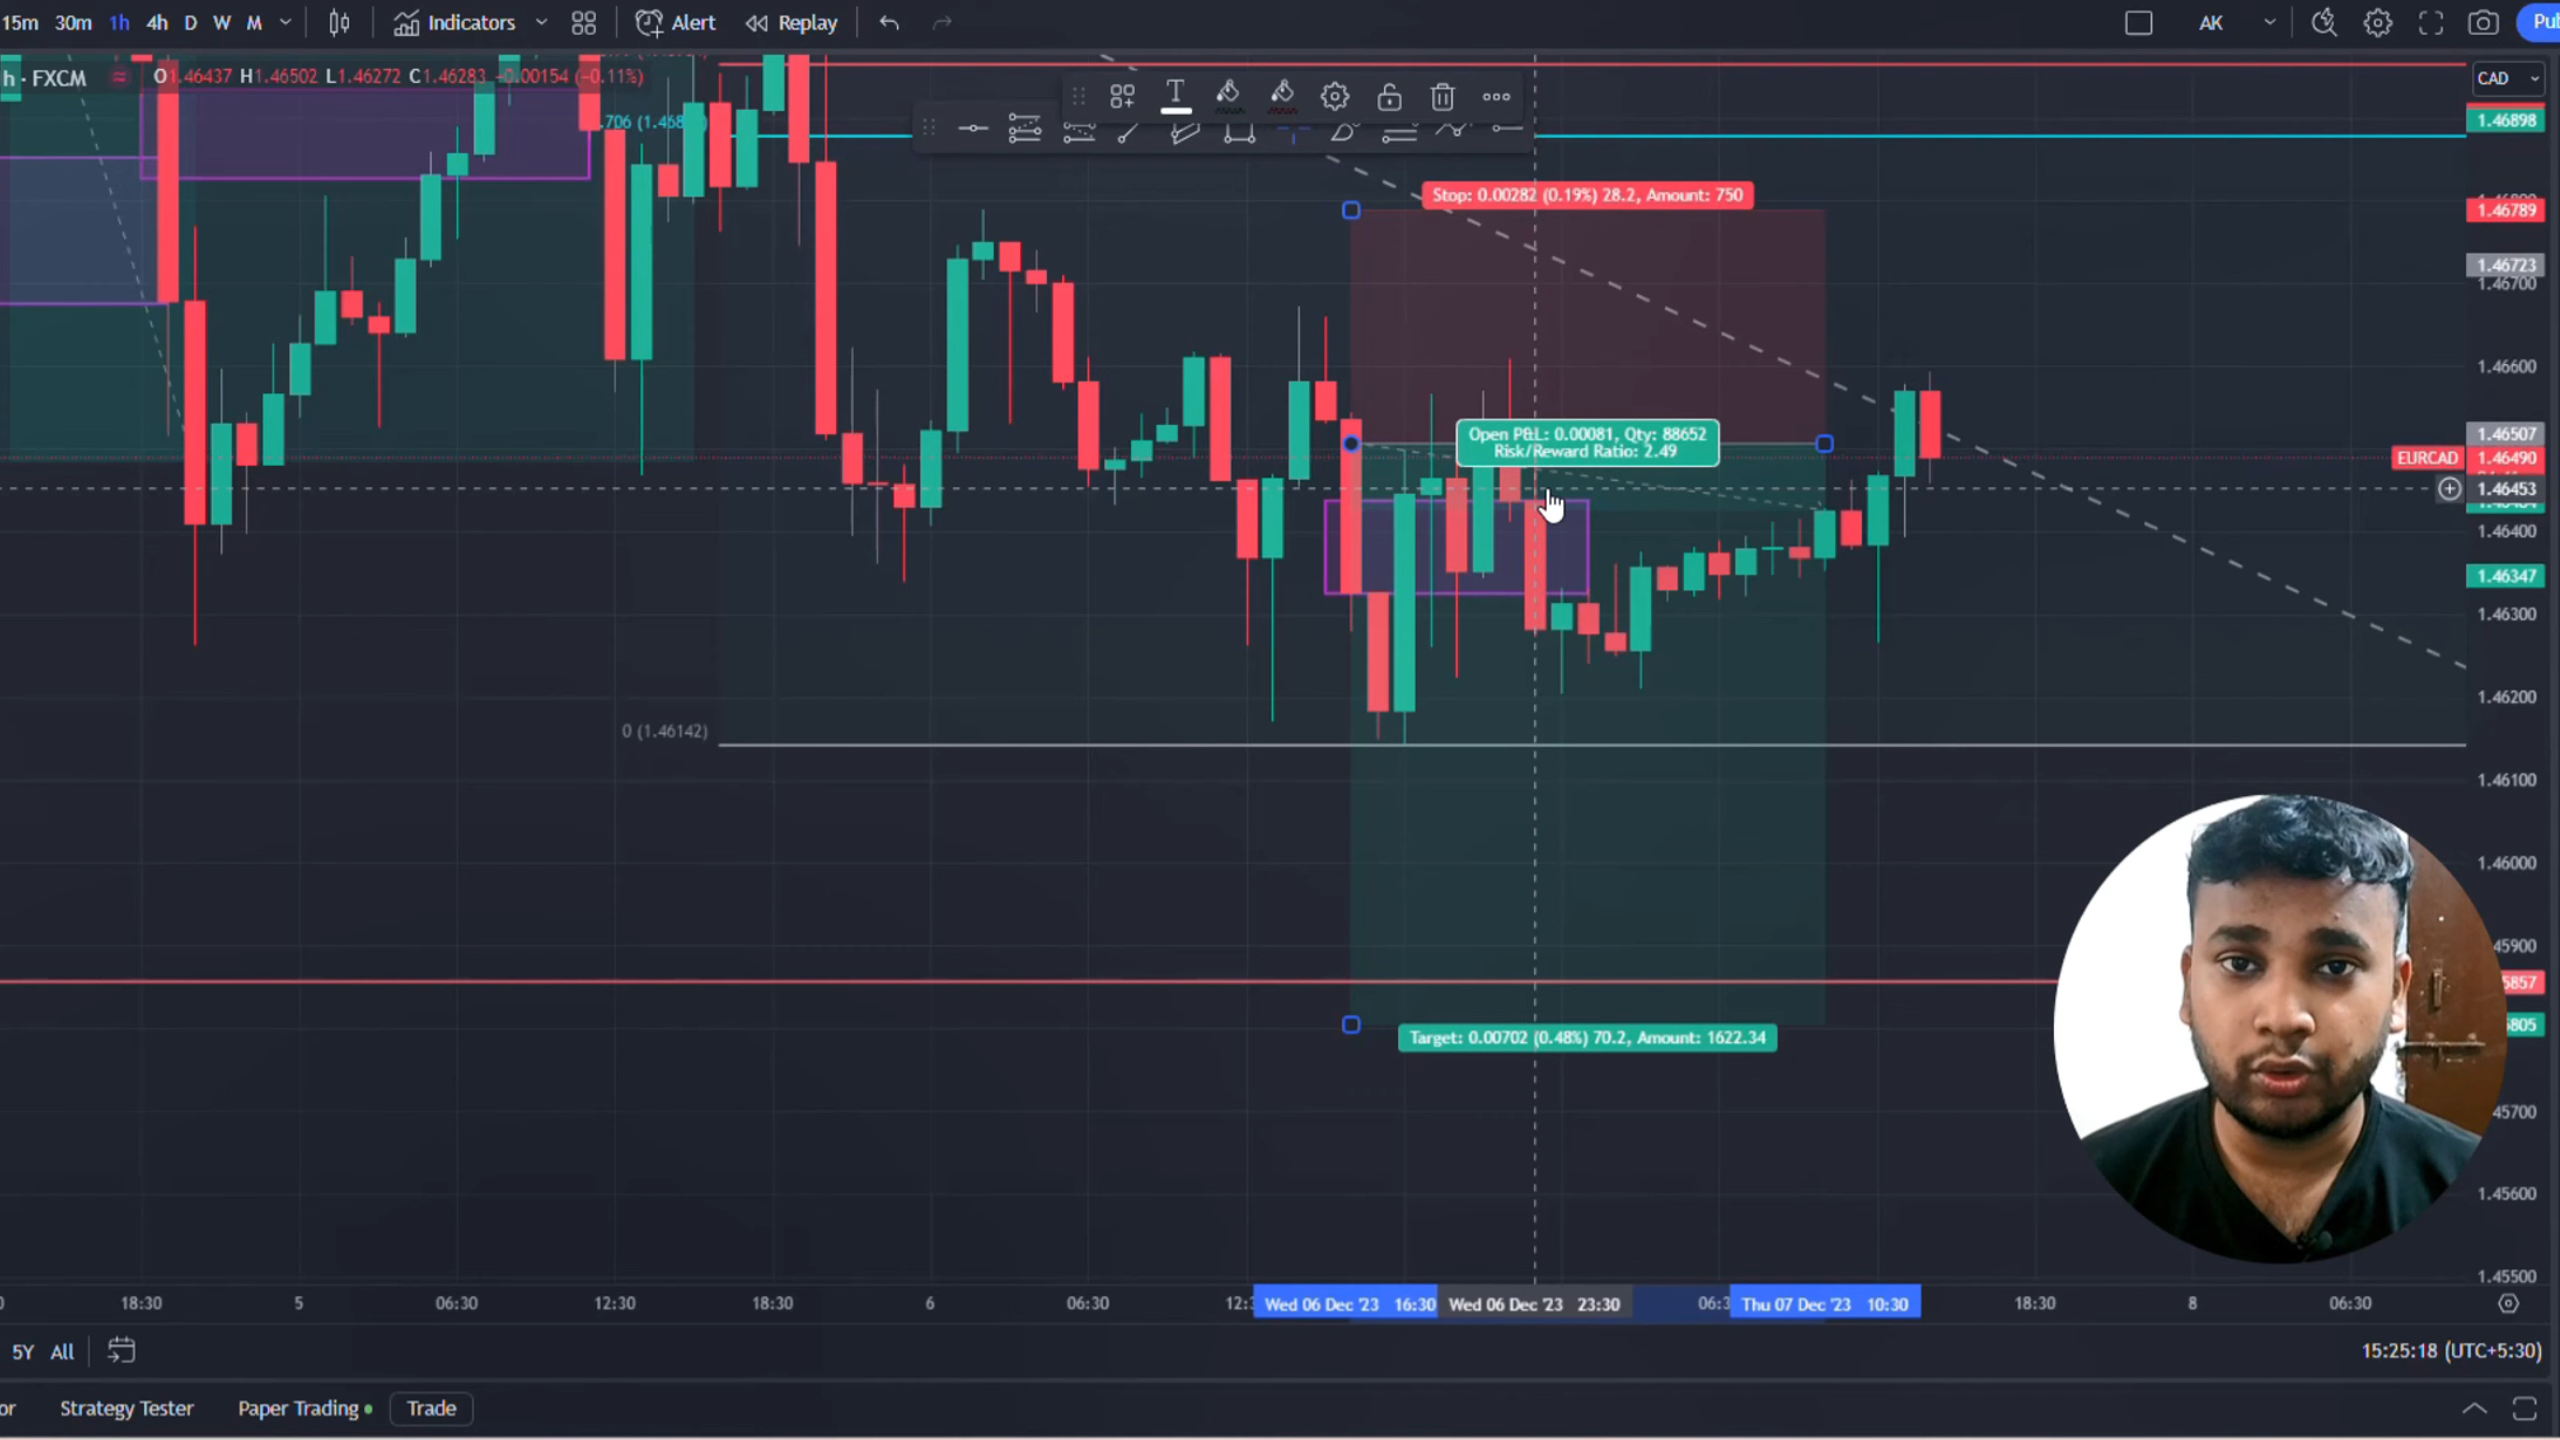 15m 30m 1h 4h D W M Indicators Alert Replay AK
h · FXCM O1.46437 H1.46502 L1.46272 C1.46283 −0.00154 (−0.11%)
CAD
1.46898
Stop: 0.00282 (0.19%) 28.2, Amount: 750
1.46789
1.46723
1.46700
1.46600
Open P&L: 0.00081, Qty: 88652
Risk/Reward Ratio: 2.49
1.46507
EURCAD 1.46490
1.46453
1.46400
1.46347
1.46300
1.46200
0 (1.46142)
1.46100
1.46000
45900
5857
Target: 0.00702 (0.48%) 70.2, Amount: 1622.34
805
45700
1.45600
1.45500
18:30 5 06:30 12:30 18:30 6 06:30 Wed 06 Dec '23 16:30 Wed 06 Dec '23 23:30 Thu 07 Dec '23 10:30 18:30 8 06:30
5Y All
15:25:18 (UTC+5:30)
or Strategy Tester Paper Trading Trade